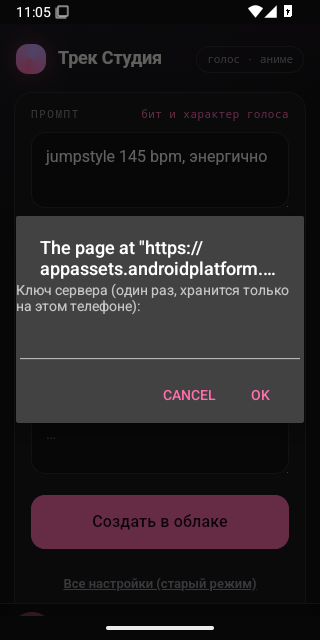 11:05
Трек Студия
голос · аниме
ПРОМПТ
бит и характер голоса
jumpstyle 145 bpm, энергично
The page at "https://
appassets.androidplatform....
Ключ сервера (один раз, хранится только
на этом телефоне):
CANCEL
OK
...
Создать в облаке
Все настройки (старый режим)